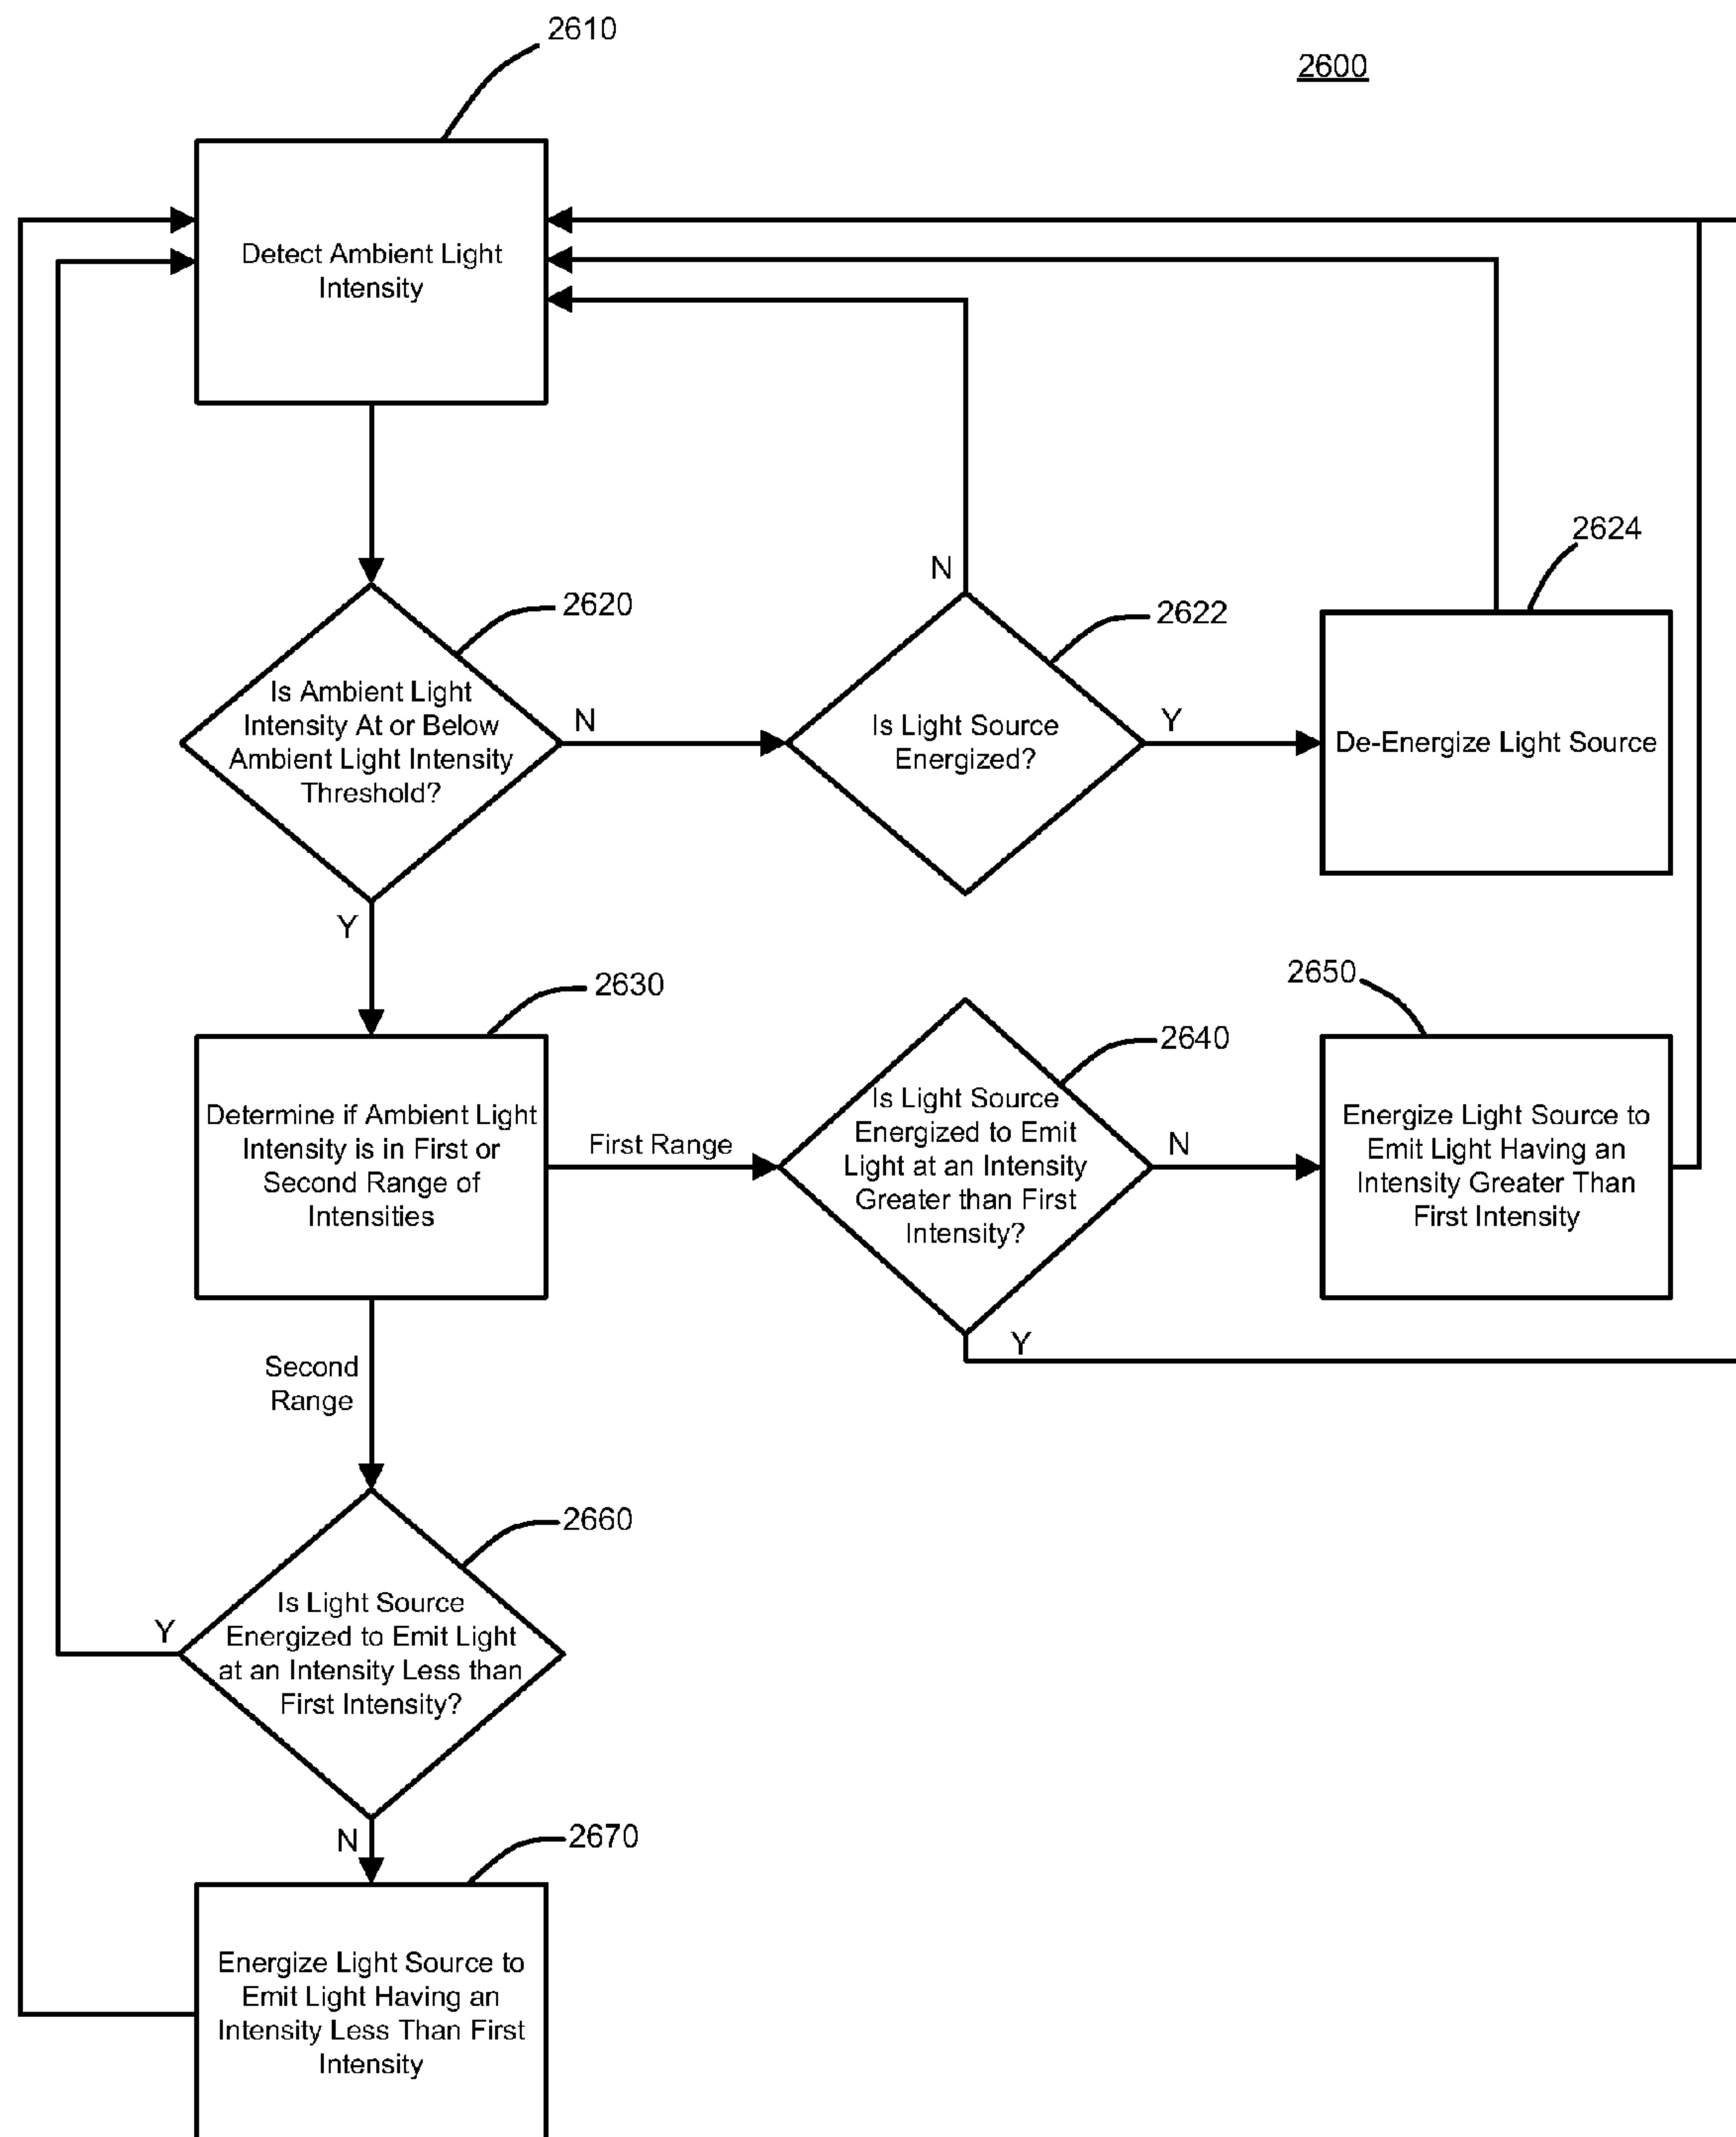 2610
2600
Detect Ambient Light
Intensity
2624
N
2620
2622
Is Ambient Light
Intensity At or Below
Ambient Light Intensity
Threshold?
N
Is Light Source
Energized?
Y
De-Energize Light Source
Y
2630
2650
2640
Determine if Ambient Light
Intensity is in First or
Second Range of
Intensities
First Range
Is Light Source
Energized to Emit
Light at an Intensity
Greater than First
Intensity?
N
Energize Light Source to
Emit Light Having an
Intensity Greater Than
First Intensity
Y
Second
Range
2660
Is Light Source
Energized to Emit Light
at an Intensity Less than
First Intensity?
Y
N
2670
Energize Light Source to
Emit Light Having an
Intensity Less Than First
Intensity